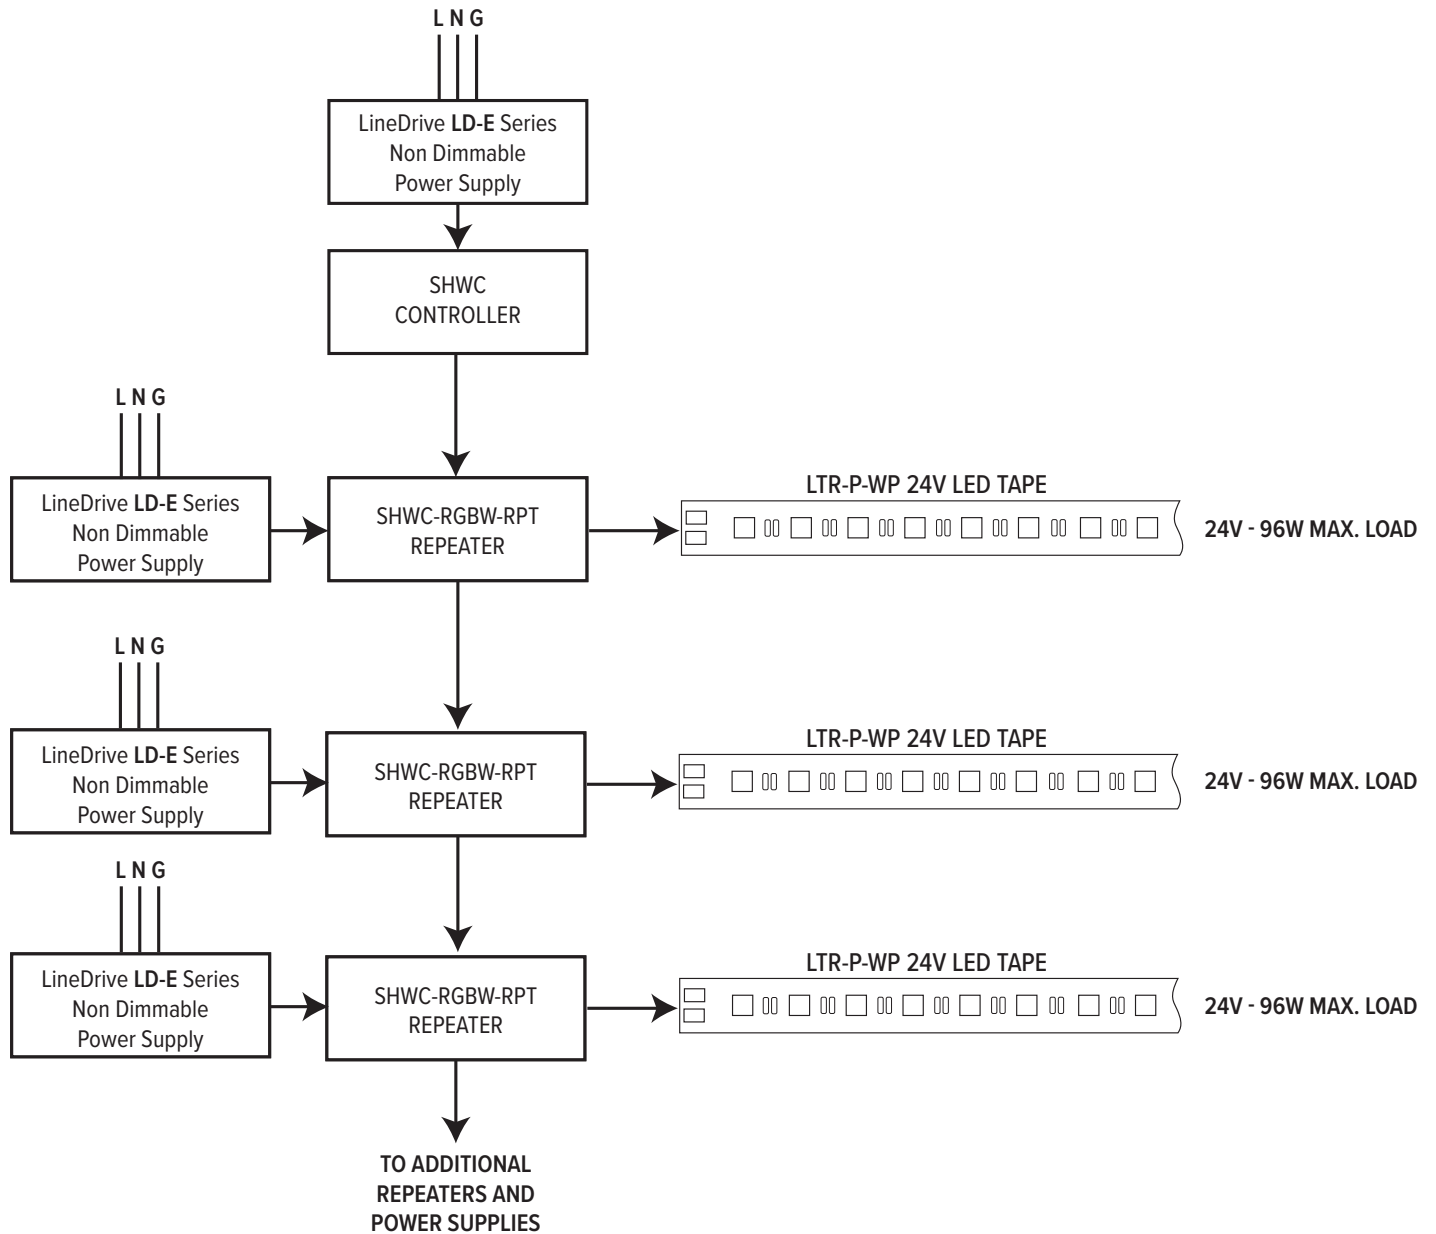 L N G
LineDrive LD-E Series
Non Dimmable
Power Supply
SHWC
CONTROLLER
L N G
LineDrive LD-E Series
Non Dimmable
Power Supply
SHWC-RGBW-RPT
REPEATER
LTR-P-WP 24V LED TAPE
24V - 96W MAX. LOAD
L N G
LineDrive LD-E Series
Non Dimmable
Power Supply
SHWC-RGBW-RPT
REPEATER
LTR-P-WP 24V LED TAPE
24V - 96W MAX. LOAD
L N G
LineDrive LD-E Series
Non Dimmable
Power Supply
SHWC-RGBW-RPT
REPEATER
LTR-P-WP 24V LED TAPE
24V - 96W MAX. LOAD
TO ADDITIONAL
REPEATERS AND
POWER SUPPLIES